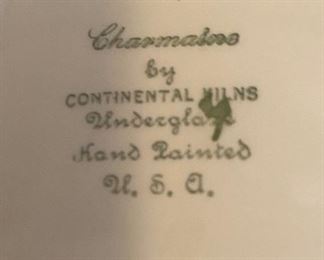 Charmaine
by
CONTINENTAL KILNS
Underglaze
Hand Painted
U. S. A.